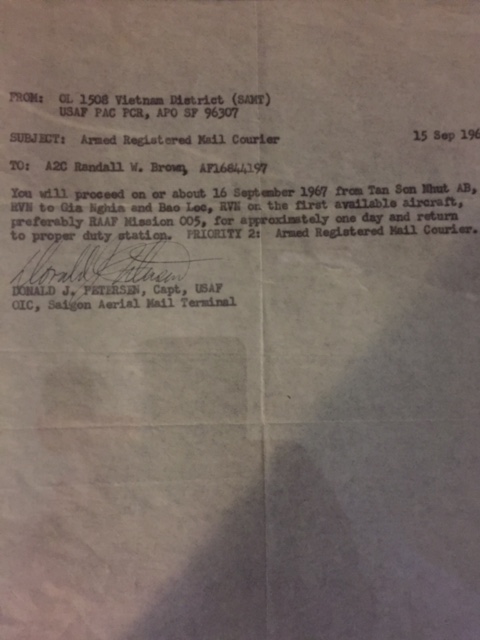 FROM: OL 1508 Vietnam District (SAMT)
USAF PAC PCR, APO SF 96307
SUBJECT: Armed Registered Mail Courier 15 Sep 196
TO: A2C Randall W. Brown, AF16844197
You will proceed on or about 16 September 1967 from Tan Son Nhut AB,
RVN to Gia Nghia and Bao Loc, RVN on the first available aircraft,
preferably RAAF Mission 005, for approximately one day and return
to proper duty station. PRIORITY 2: Armed Registered Mail Courier.
Donald J. Petersen
DONALD J. PETERSEN, Capt, USAF
OIC, Saigon Aerial Mail Terminal